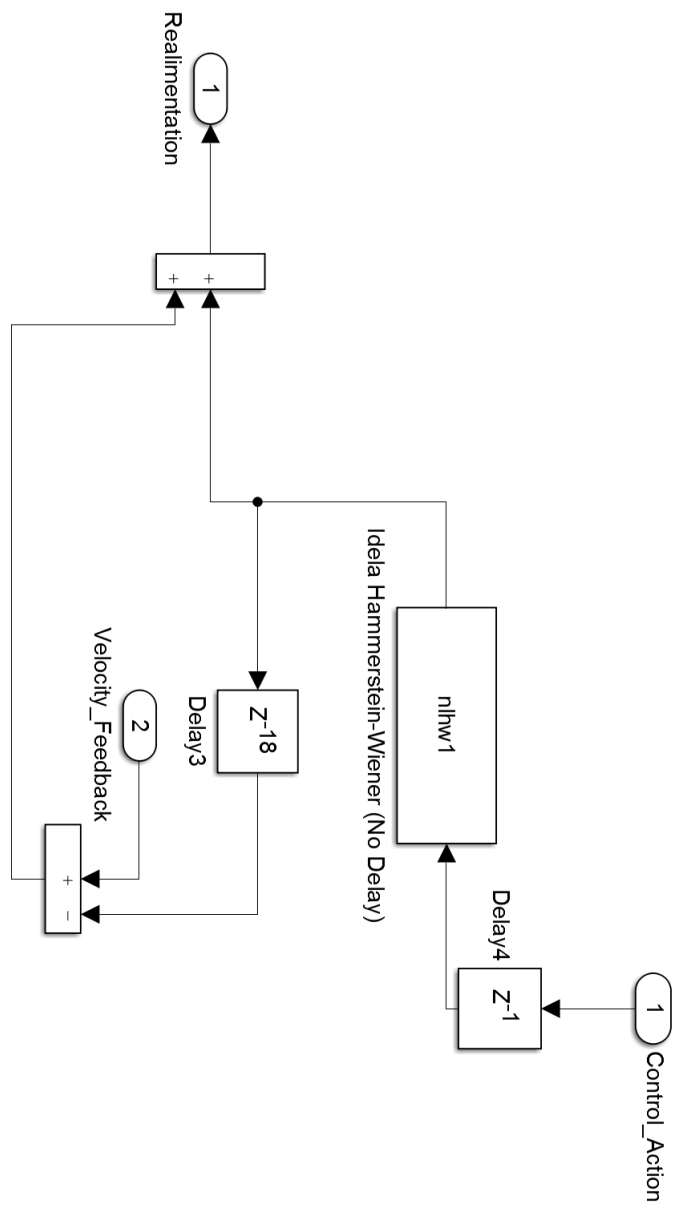 1
Control_Action
z-1
Delay4
nlhw1
Idela Hammerstein-Wiener (No Delay)
z-18
Delay3
1
Realimentation
+
+
2
Velocity_Feedback
+ −